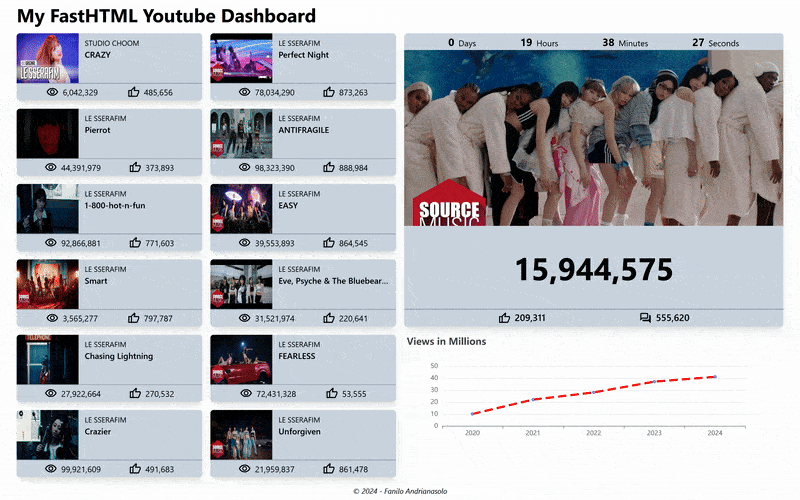 My FastHTML Youtube Dashboard
STUDIO CHOOM
CRAZY
LE SSERAFIM
6,042,329 485,656
LE SSERAFIM
Perfect Night
78,034,290 873,263
LE SSERAFIM
Pierrot
44,391,979 373,893
LE SSERAFIM
ANTIFRAGILE
98,323,390 888,984
LE SSERAFIM
1-800-hot-n-fun
92,866,881 771,603
LE SSERAFIM
EASY
39,553,893 864,545
LE SSERAFIM
Smart
3,565,277 797,787
LE SSERAFIM
Eve, Psyche & The Bluebear...
31,521,974 220,641
TELEPHONE
LE SSERAFIM
Chasing Lightning
27,922,664 270,532
LE SSERAFIM
FEARLESS
72,431,328 53,555
LE SSERAFIM
Crazier
99,921,609 491,683
LE SSERAFIM
Unforgiven
21,959,837 861,478
0 Days 19 Hours 38 Minutes 27 Seconds
SOURCE
MUSIC
15,944,575
209,311 555,620
Views in Millions
50
40
30
20
10
0
2020 2021 2022 2023 2024
© 2024 - Fanilo Andrianasolo